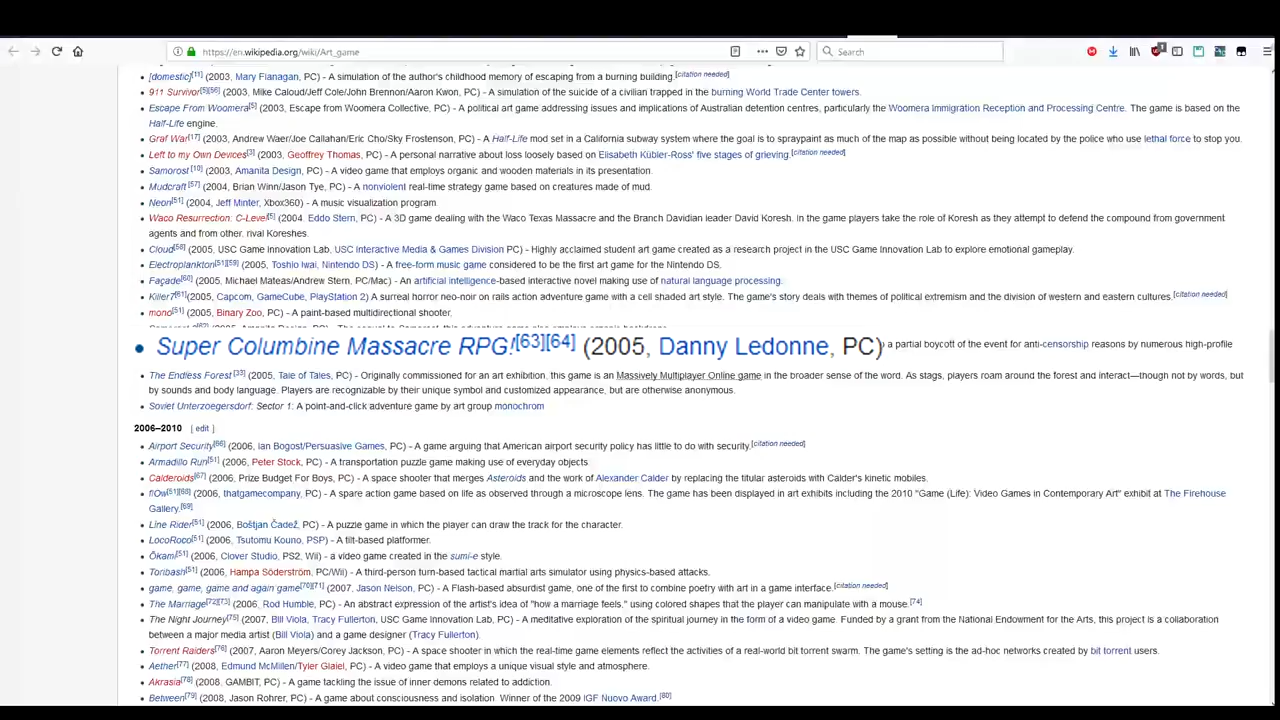 https://en.wikipedia.org/wiki/Art_game
Search
1
[domestic][11] (2003, Mary Flanagan, PC) - A simulation of the author's childhood memory of escaping from a burning building.[citation needed]
911 Survivor[5][56] (2003, Mike Caloud/Jeff Cole/John Brennon/Aaron Kwon, PC) - A simulation of the suicide of a civilian trapped in the burning World Trade Center towers.
Escape From Woomera[5] (2003, Escape from Woomera Collective, PC) - A political art game addressing issues and implications of Australian detention centres, particularly the Woomera Immigration Reception and Processing Centre. The game is based on the
Half-Life engine.
Graf War[17] (2003, Andrew Waer/Joe Callahan/Eric Cho/Sky Frostenson, PC) - A Half-Life mod set in a California subway system where the goal is to spraypaint as much of the map as possible without being located by the police who use lethal force to stop you.
Left to my Own Devices[3] (2003, Geoffrey Thomas, PC) - A personal narrative about loss loosely based on Elisabeth Kübler-Ross' five stages of grieving.[citation needed]
Samorost[10] (2003, Amanita Design, PC) - A video game that employs organic and wooden materials in its presentation.
Mudcraft[57] (2004, Brian Winn/Jason Tye, PC) - A nonviolent real-time strategy game based on creatures made of mud.
Neon[51] (2004, Jeff Minter, Xbox360) - A music visualization program
Waco Resurrection: C-Level[5] (2004. Eddo Stern, PC) - A 3D game dealing with the Waco Texas Massacre and the Branch Davidian leader David Koresh. In the game players take the role of Koresh as they attempt to defend the compound from government
agents and from other. rival Koreshes.
Cloud[58] (2005, USC Game Innovation Lab, USC Interactive Media & Games Division PC) - Highly acclaimed student art game created as a research project in the USC Game Innovation Lab to explore emotional gameplay.
Electroplankton[51][59] (2005, Toshio Iwai, Nintendo DS) - A free-form music game considered to be the first art game for the Nintendo DS.
Façade[60] (2005, Michael Mateas/Andrew Stern, PC/Mac) - An artificial intelligence-based interactive novel making use of natural language processing.
Killer7[61](2005, Capcom, GameCube, PlayStation 2) A surreal horror neo-noir on rails action adventure game with a cell shaded art style. The game's story deals with themes of political extremism and the division of western and eastern cultures.[citation needed]
mono[51] (2005, Binary Zoo, PC) - A paint-based multidirectional shooter.
Super Columbine Massacre RPG![63][64] (2005, Danny Ledonne, PC) a partial boycott of the event for anti-censorship reasons by numerous high-profile
The Endless Forest [33] (2005, Tale of Tales, PC) - Originally commissioned for an art exhibition, this game is an Massively Multiplayer Online game in the broader sense of the word. As stags, players roam around the forest and interact—though not by words, but
by sounds and body language. Players are recognizable by their unique symbol and customized appearance, but are otherwise anonymous.
Soviet Unterzoegersdorf: Sector 1: A point-and-click adventure game by art group monochrom
2006–2010 [ edit ]
Airport Security[66] (2006, Ian Bogost/Persuasive Games, PC) - A game arguing that American airport security policy has little to do with security.[citation needed]
Armadillo Run[51] (2006, Peter Stock, PC) - A transportation puzzle game making use of everyday objects
Calderoids[67] (2006, Prize Budget For Boys, PC) - A space shooter that merges Asteroids and the work of Alexander Calder by replacing the titular asteroids with Calder's kinetic mobiles.
flOw[51][68] (2006, thatgamecompany, PC) - A spare action game based on life as observed through a microscope lens. The game has been displayed in art exhibits including the 2010 "Game (Life): Video Games in Contemporary Art" exhibit at The Firehouse
Gallery.[69]
Line Rider[51] (2006, Boštjan Čadež, PC) - A puzzle game in which the player can draw the track for the character.
LocoRoco[51] (2006, Tsutomu Kouno, PSP) - A tilt-based platformer.
Ōkami[51] (2006, Clover Studio, PS2, Wii) - a video game created in the sumi-e style.
Toribash[51] (2006, Hampa Söderström, PC/Wii) - A third-person turn-based tactical martial arts simulator using physics-based attacks.
game, game, game and again game[70][71] (2007, Jason Nelson, PC) - A Flash-based absurdist game, one of the first to combine poetry with art in a game interface.[citation needed]
The Marriage[72][73] (2006, Rod Humble, PC) - An abstract expression of the artist's idea of "how a marriage feels," using colored shapes that the player can manipulate with a mouse.[74]
The Night Journey[75] (2007, Bill Viola, Tracy Fullerton, USC Game Innovation Lab, PC) - A meditative exploration of the spiritual journey in the form of a video game. Funded by a grant from the National Endowment for the Arts, this project is a collaboration
between a major media artist (Bill Viola) and a game designer (Tracy Fullerton).
Torrent Raiders[76] (2007, Aaron Meyers/Corey Jackson, PC) - A space shooter in which the real-time game elements reflect the activities of a real-world bit torrent swarm. The game's setting is the ad-hoc networks created by bit torrent users.
Aether[77] (2008, Edmund McMillen/Tyler Glaiel, PC) - A video game that employs a unique visual style and atmosphere.
Akrasia[78] (2008, GAMBIT, PC) - A game tackling the issue of inner demons related to addiction.
Between[79] (2008, Jason Rohrer, PC) - A game about consciousness and isolation. Winner of the 2009 IGF Nuovo Award.[80]